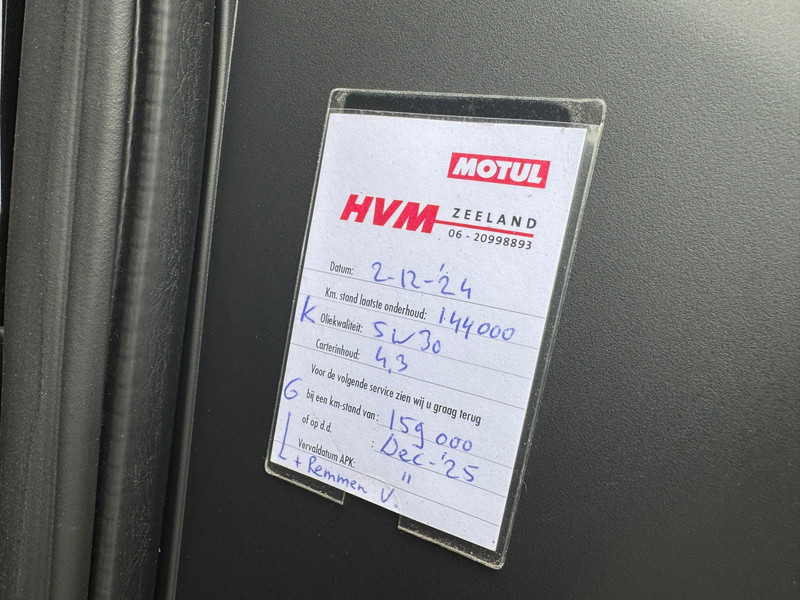 MOTUL
HVM ZEELAND
06 - 20998893
Datum: 2-12-'24
Km. stand laatste onderhoud: 144000
K Oliekwaliteit: 5W30
Carterinhoud: 4,3
Voor de volgende service zien wij u graag terug
G bij een km-stand van: 159000
of op d.d. : Dec-'25
L Vervaldatum APK: "
+ Remmen V.